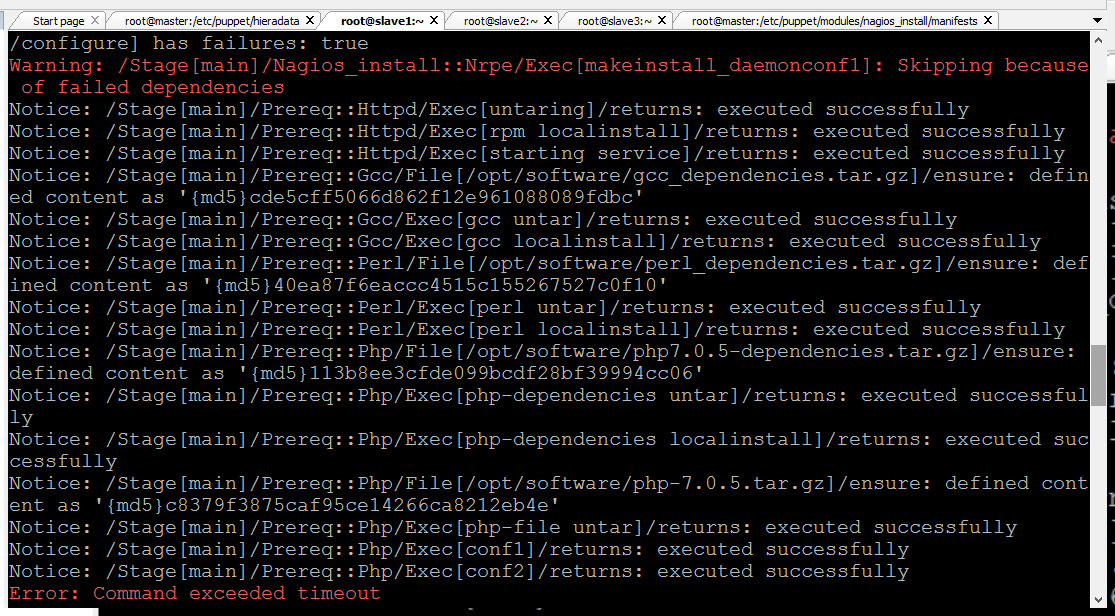 Start page
root@master:/etc/puppet/hieradata
root@slave1:~
root@slave2:~
root@slave3:~
root@master:/etc/puppet/modules/nagios_install/manifests
/configure] has failures: true
Warning: /Stage[main]/Nagios_install::Nrpe/Exec[makeinstall_daemonconf1]: Skipping because
of failed dependencies
Notice: /Stage[main]/Prereq::Httpd/Exec[untaring]/returns: executed successfully
Notice: /Stage[main]/Prereq::Httpd/Exec[rpm localinstall]/returns: executed successfully
Notice: /Stage[main]/Prereq::Httpd/Exec[starting service]/returns: executed successfully
Notice: /Stage[main]/Prereq::Gcc/File[/opt/software/gcc_dependencies.tar.gz]/ensure: defin
ed content as '{md5}cde5cff5066d862f12e961088089fdbc'
Notice: /Stage[main]/Prereq::Gcc/Exec[gcc untar]/returns: executed successfully
Notice: /Stage[main]/Prereq::Gcc/Exec[gcc localinstall]/returns: executed successfully
Notice: /Stage[main]/Prereq::Perl/File[/opt/software/perl_dependencies.tar.gz]/ensure: def
ined content as '{md5}40ea87f6eaccc4515c155267527c0f10'
Notice: /Stage[main]/Prereq::Perl/Exec[perl untar]/returns: executed successfully
Notice: /Stage[main]/Prereq::Perl/Exec[perl localinstall]/returns: executed successfully
Notice: /Stage[main]/Prereq::Php/File[/opt/software/php7.0.5-dependencies.tar.gz]/ensure:
defined content as '{md5}113b8ee3cfde099bcdf28bf39994cc06'
Notice: /Stage[main]/Prereq::Php/Exec[php-dependencies untar]/returns: executed successful
ly
Notice: /Stage[main]/Prereq::Php/Exec[php-dependencies localinstall]/returns: executed suc
cessfully
Notice: /Stage[main]/Prereq::Php/File[/opt/software/php-7.0.5.tar.gz]/ensure: defined cont
ent as '{md5}c8379f3875caf95ce14266ca8212eb4e'
Notice: /Stage[main]/Prereq::Php/Exec[php-file untar]/returns: executed successfully
Notice: /Stage[main]/Prereq::Php/Exec[conf1]/returns: executed successfully
Notice: /Stage[main]/Prereq::Php/Exec[conf2]/returns: executed successfully
Error: Command exceeded timeout